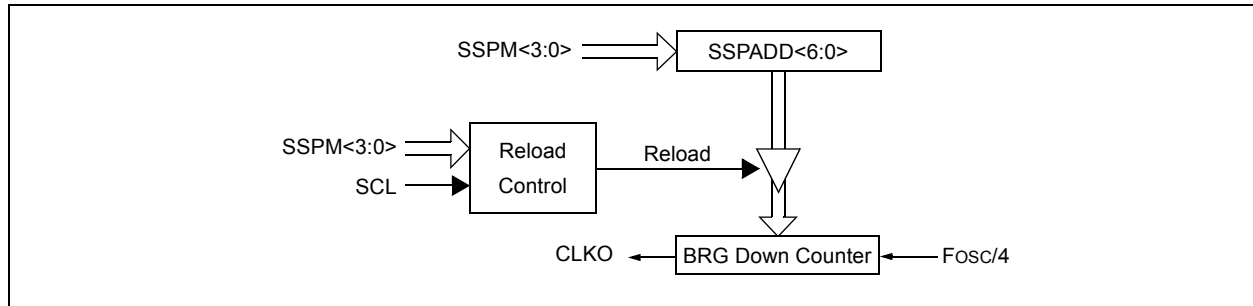 SSPM<3:0>
SSPADD<6:0>
SSPM<3:0>
Reload
Control
Reload
SCL
CLKO
BRG Down Counter
FOSC/4